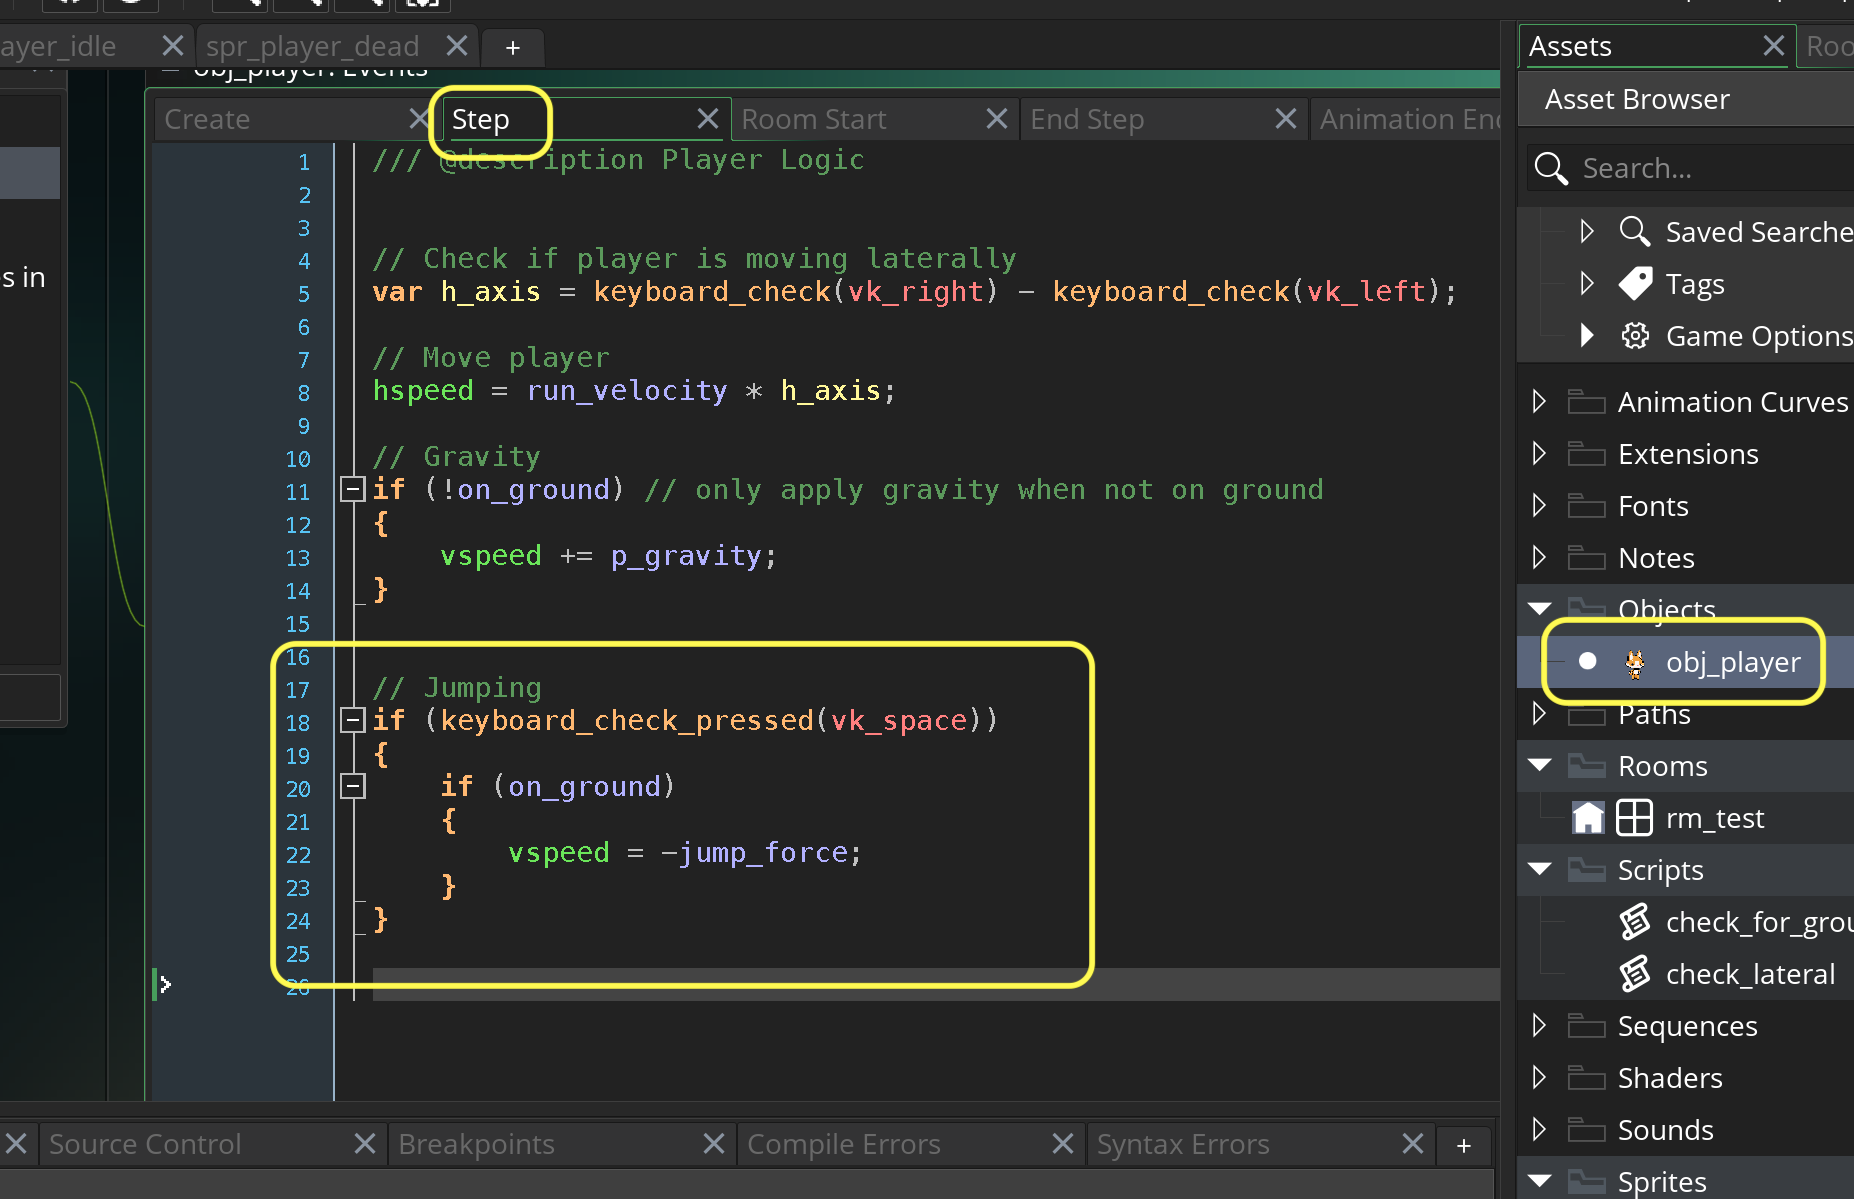 ayer_idle
spr_player_dead
+
Assets
Roo
Asset Browser
obj_player: Events
Create
Step
Room Start
End Step
Animation En
Search...
s in
1 /// @description Player Logic
2
3
4 // Check if player is moving laterally
5 var h_axis = keyboard_check(vk_right) - keyboard_check(vk_left);
6
7 // Move player
8 hspeed = run_velocity * h_axis;
9
10 // Gravity
11 if (!on_ground) // only apply gravity when not on ground
12 {
13 vspeed += p_gravity;
14 }
15
16
17 // Jumping
18 if (keyboard_check_pressed(vk_space))
19 {
20 if (on_ground)
21 {
22 vspeed = -jump_force;
23 }
24 }
25
26
Saved Searche
Tags
Game Options
Animation Curves
Extensions
Fonts
Notes
Objects
obj_player
Paths
Rooms
rm_test
Scripts
check_for_grou
check_lateral
Sequences
Shaders
Sounds
Sprites
Source Control
Breakpoints
Compile Errors
Syntax Errors
+